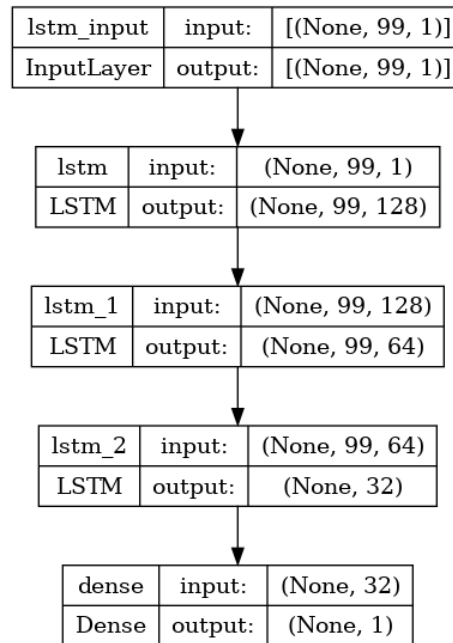 lstm_input input: [(None, 99, 1)]
InputLayer output: [(None, 99, 1)]
lstm input: (None, 99, 1)
LSTM output: (None, 99, 128)
lstm_1 input: (None, 99, 128)
LSTM output: (None, 99, 64)
lstm_2 input: (None, 99, 64)
LSTM output: (None, 32)
dense input: (None, 32)
Dense output: (None, 1)